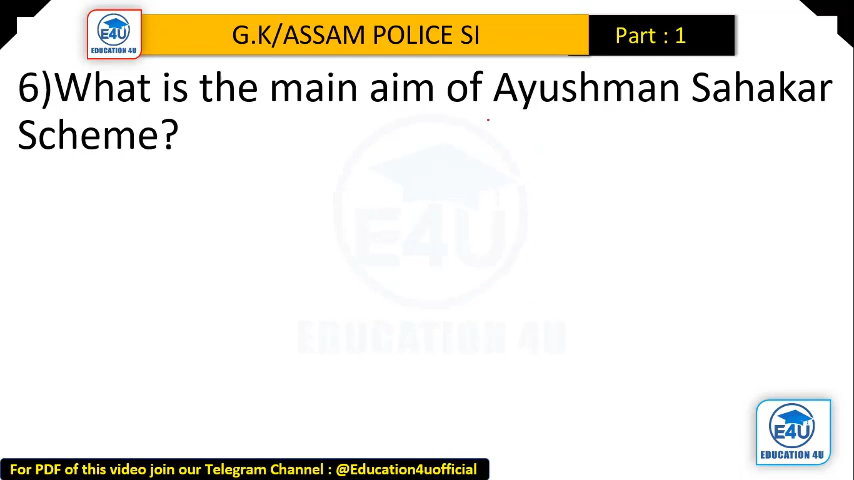 E4U
EDUCATION 4U
G.K/ASSAM POLICE SI
Part : 1
6)What is the main aim of Ayushman Sahakar
Scheme?
E4U
EDUCATION 4U
E4U
EDUCATION 4U
For PDF of this video join our Telegram Channel : @Education4uofficial